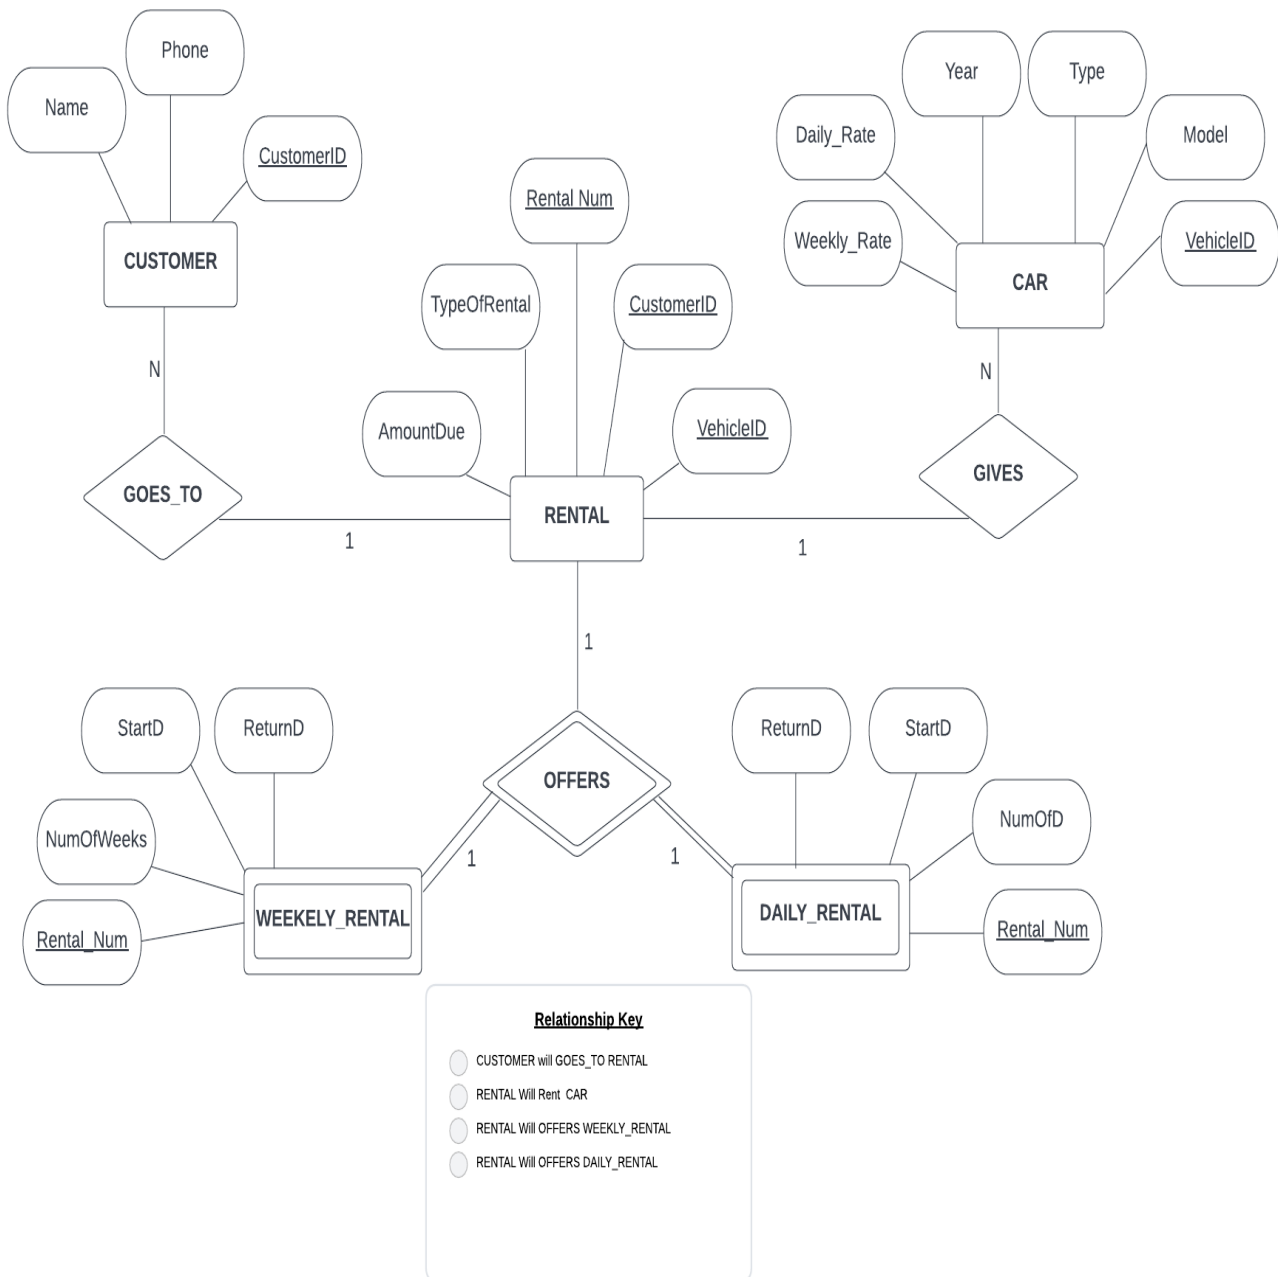 Phone
Name
CustomerID
CUSTOMER
N
GOES_TO
1
Rental Num
TypeOfRental
CustomerID
AmountDue
VehicleID
RENTAL
1
Year
Type
Daily_Rate
Model
Weekly_Rate
VehicleID
CAR
N
GIVES
1
OFFERS
StartD
ReturnD
NumOfWeeks
Rental_Num
WEEKELY_RENTAL
1
ReturnD
StartD
NumOfD
Rental_Num
DAILY_RENTAL
1
Relationship Key
CUSTOMER will GOES_TO RENTAL
RENTAL Will Rent CAR
RENTAL Will OFFERS WEEKLY_RENTAL
RENTAL Will OFFERS DAILY_RENTAL